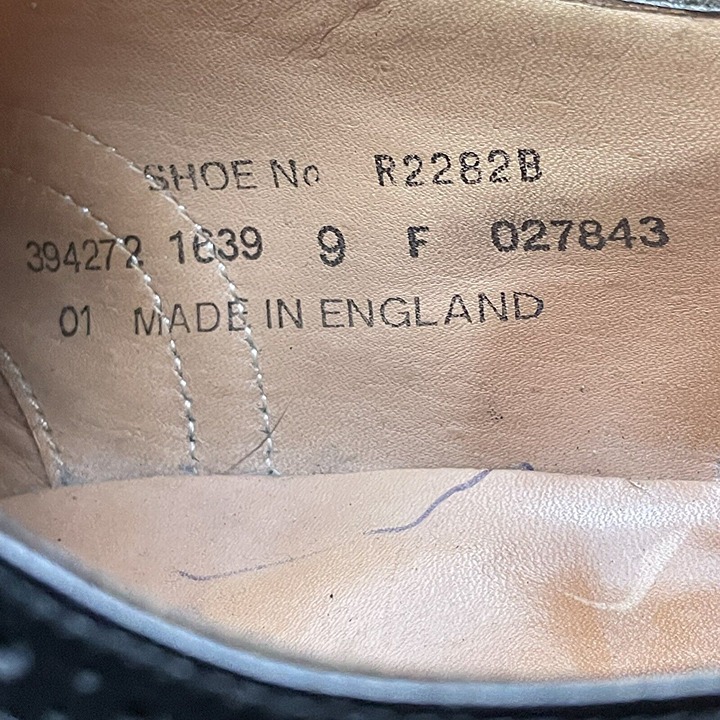 SHOE No R2282B
394272 1639 9 F 027843
01 MADE IN ENGLAND